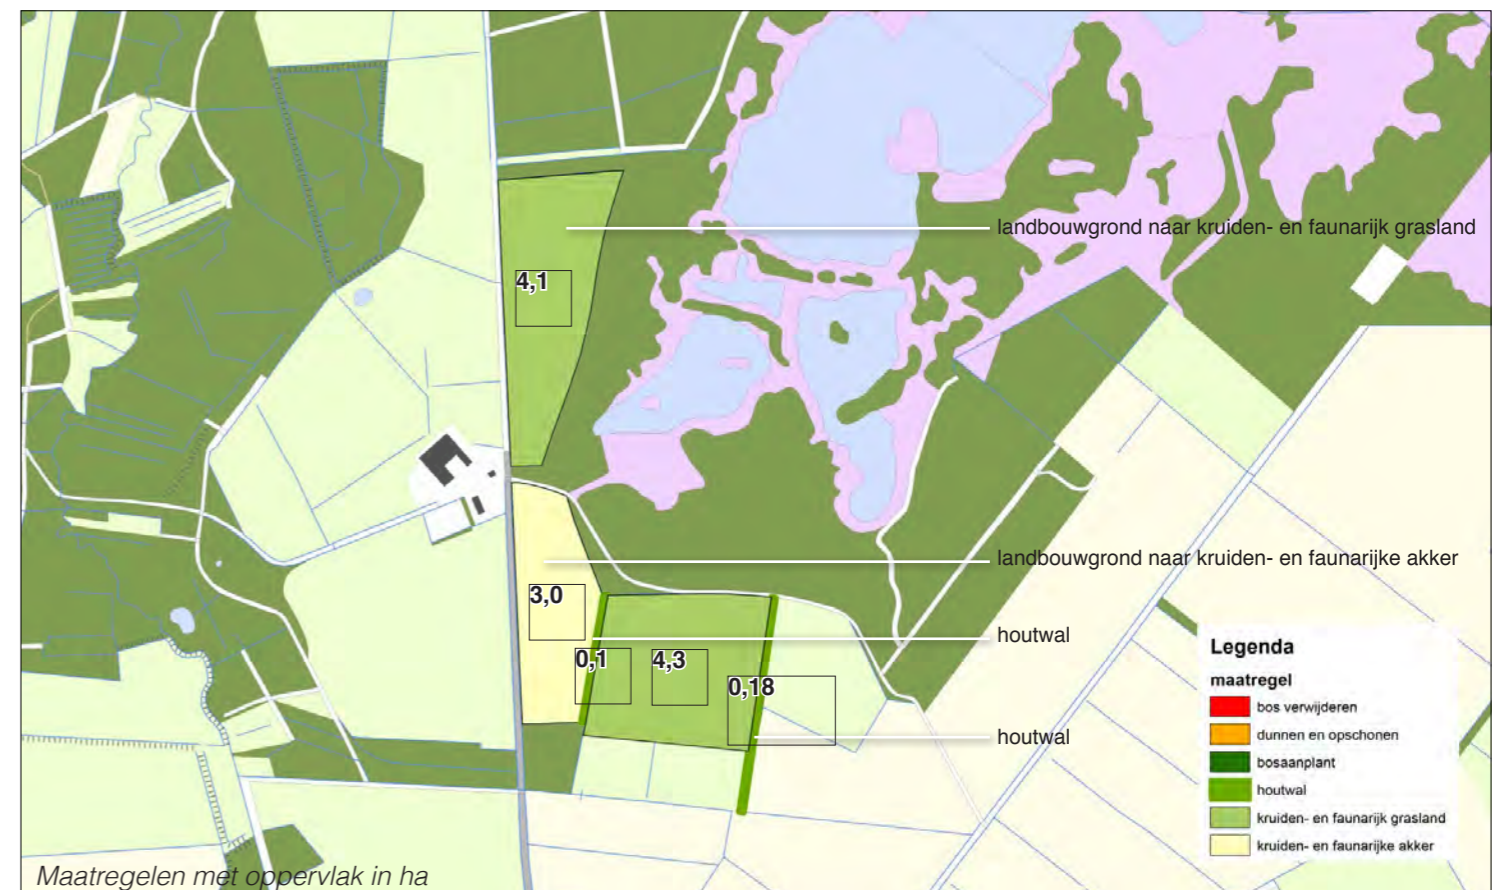 landbouwgrond naar kruiden- en faunarijk grasland
4,1
landbouwgrond naar kruiden- en faunarijke akker
3,0
houtwal
0,1
4,3
0,18
houtwal
Legenda
maatregel
bos verwijderen
dunnen en opschonen
bosaanplant
houtwal
kruiden- en faunarijk grasland
kruiden- en faunarijke akker
Maatregelen met oppervlak in ha